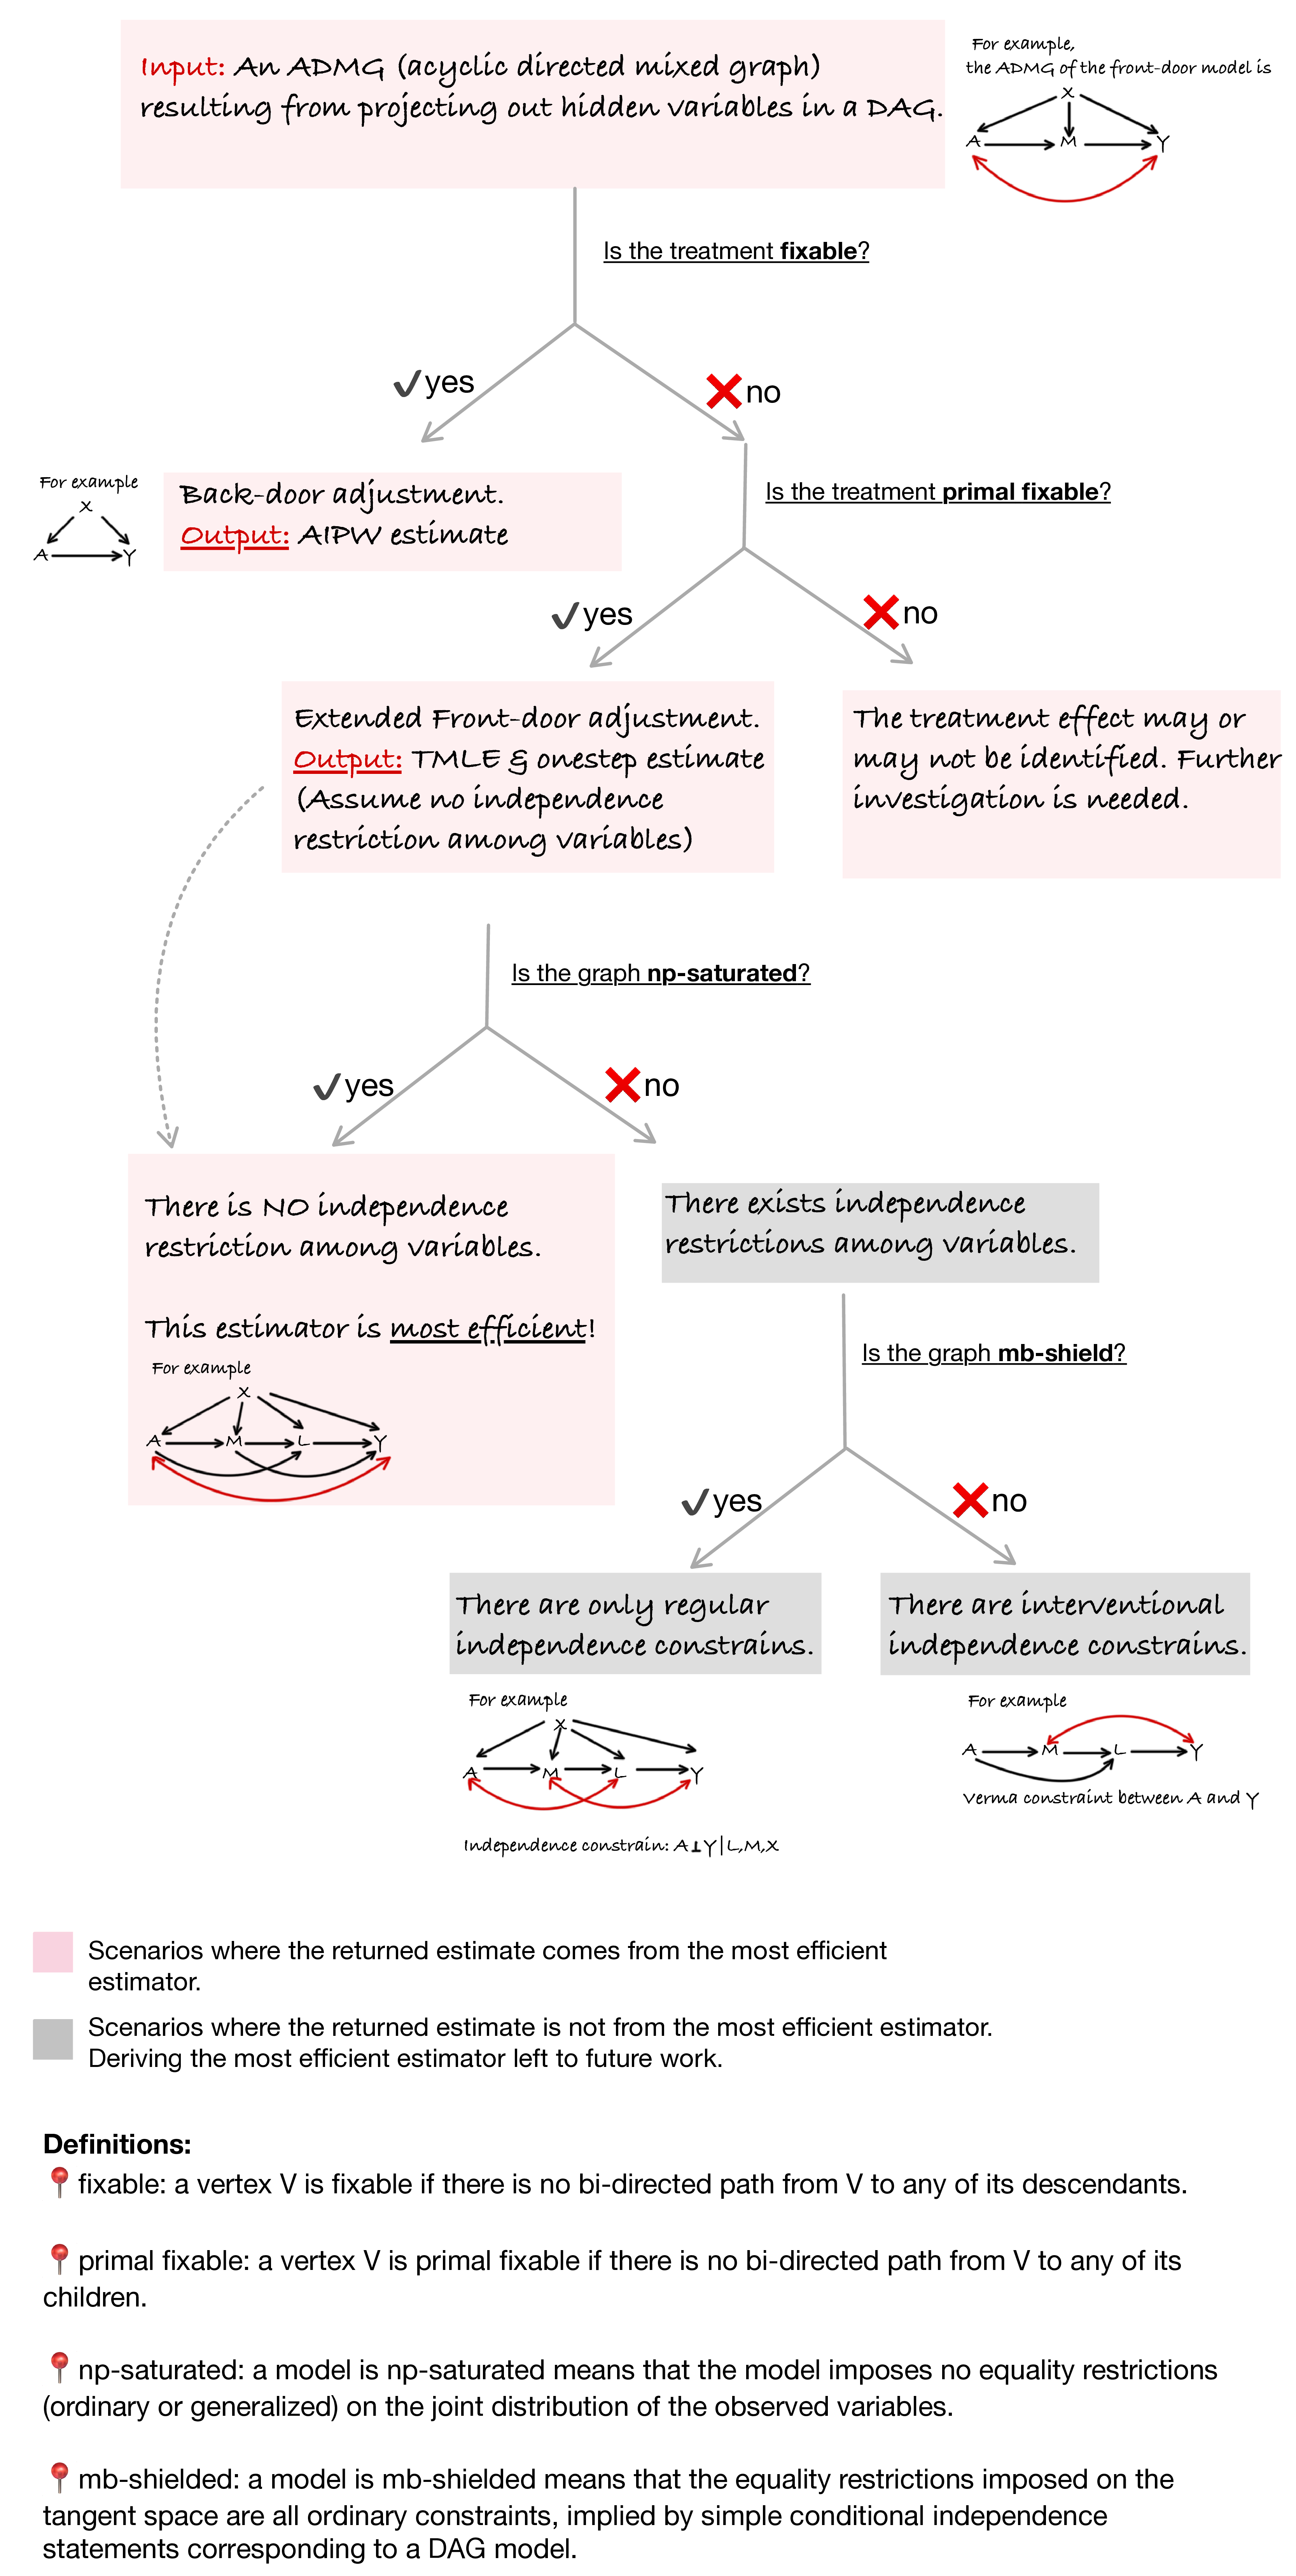 Input: An ADMG (acyclic directed mixed graph)
resulting from projecting out hidden variables in a DAG.
For example,
the ADMG of the front-door model is
X
A M Y
Is the treatment fixable?
✔yes
❌no
For example
X
A Y
Back-door adjustment.
Output: AIPW estimate
Is the treatment primal fixable?
✔yes
❌no
Extended Front-door adjustment.
Output: TMLE & onestep estimate
(Assume no independence
restriction among variables)
The treatment effect may or
may not be identified. Further
investigation is needed.
Is the graph np-saturated?
✔yes
❌no
There is NO independence
restriction among variables.
This estimator is most efficient!
For example
X
A M L Y
There exists independence
restrictions among variables.
Is the graph mb-shield?
✔yes
❌no
There are only regular
independence constrains.
For example
X
A M L Y
Independence constrain: A⊥Y|L,M,X
There are interventional
independence constrains.
For example
A M L Y
Verma constraint between A and Y
Scenarios where the returned estimate comes from the most efficient
estimator.
Scenarios where the returned estimate is not from the most efficient estimator.
Deriving the most efficient estimator left to future work.
Definitions:
📍fixable: a vertex V is fixable if there is no bi-directed path from V to any of its descendants.
📍primal fixable: a vertex V is primal fixable if there is no bi-directed path from V to any of its
children.
📍np-saturated: a model is np-saturated means that the model imposes no equality restrictions
(ordinary or generalized) on the joint distribution of the observed variables.
📍mb-shielded: a model is mb-shielded means that the equality restrictions imposed on the
tangent space are all ordinary constraints, implied by simple conditional independence
statements corresponding to a DAG model.